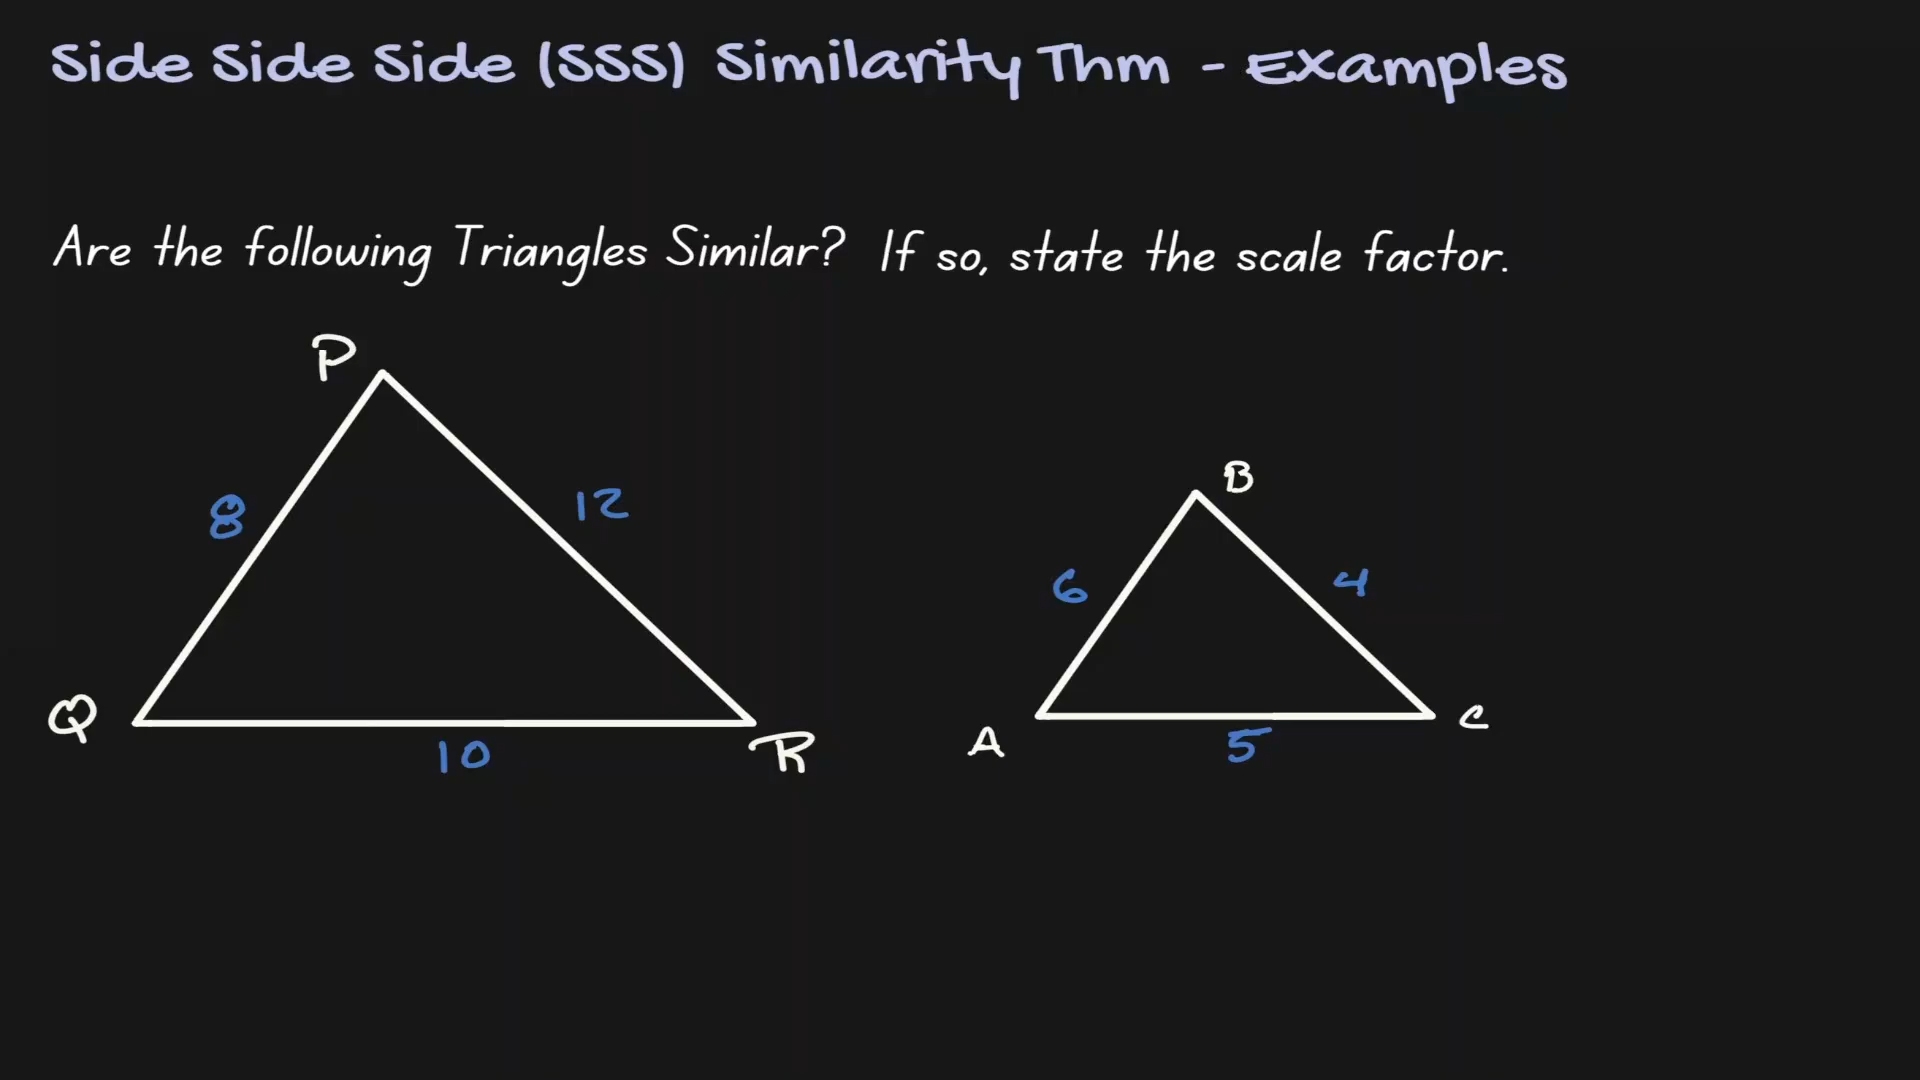 Side Side Side (SSS) Similarity Thm - Examples
Are the following Triangles Similar? If so, state the scale factor.
P
B
8
12
6
4
Q
R
A
C
10
5